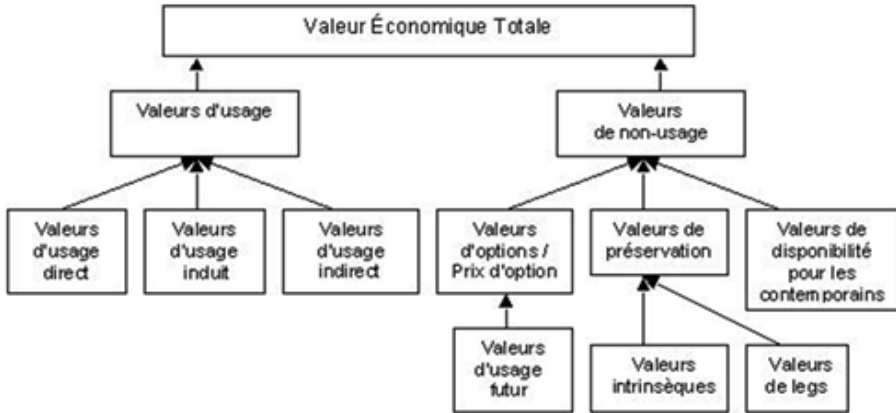 Valeur Économique Totale
Valeurs d'usage
Valeurs
de non-usage
Valeurs
d'usage
direct
Valeurs
d'usage
induit
Valeurs
d'usage
indirect
Valeurs
d'options /
Prix d'option
Valeurs de
préservation
Valeurs de
disponibilité
pour les
contemporains
Valeurs
d'usage
futur
Valeurs
intrinsèques
Valeurs
de legs